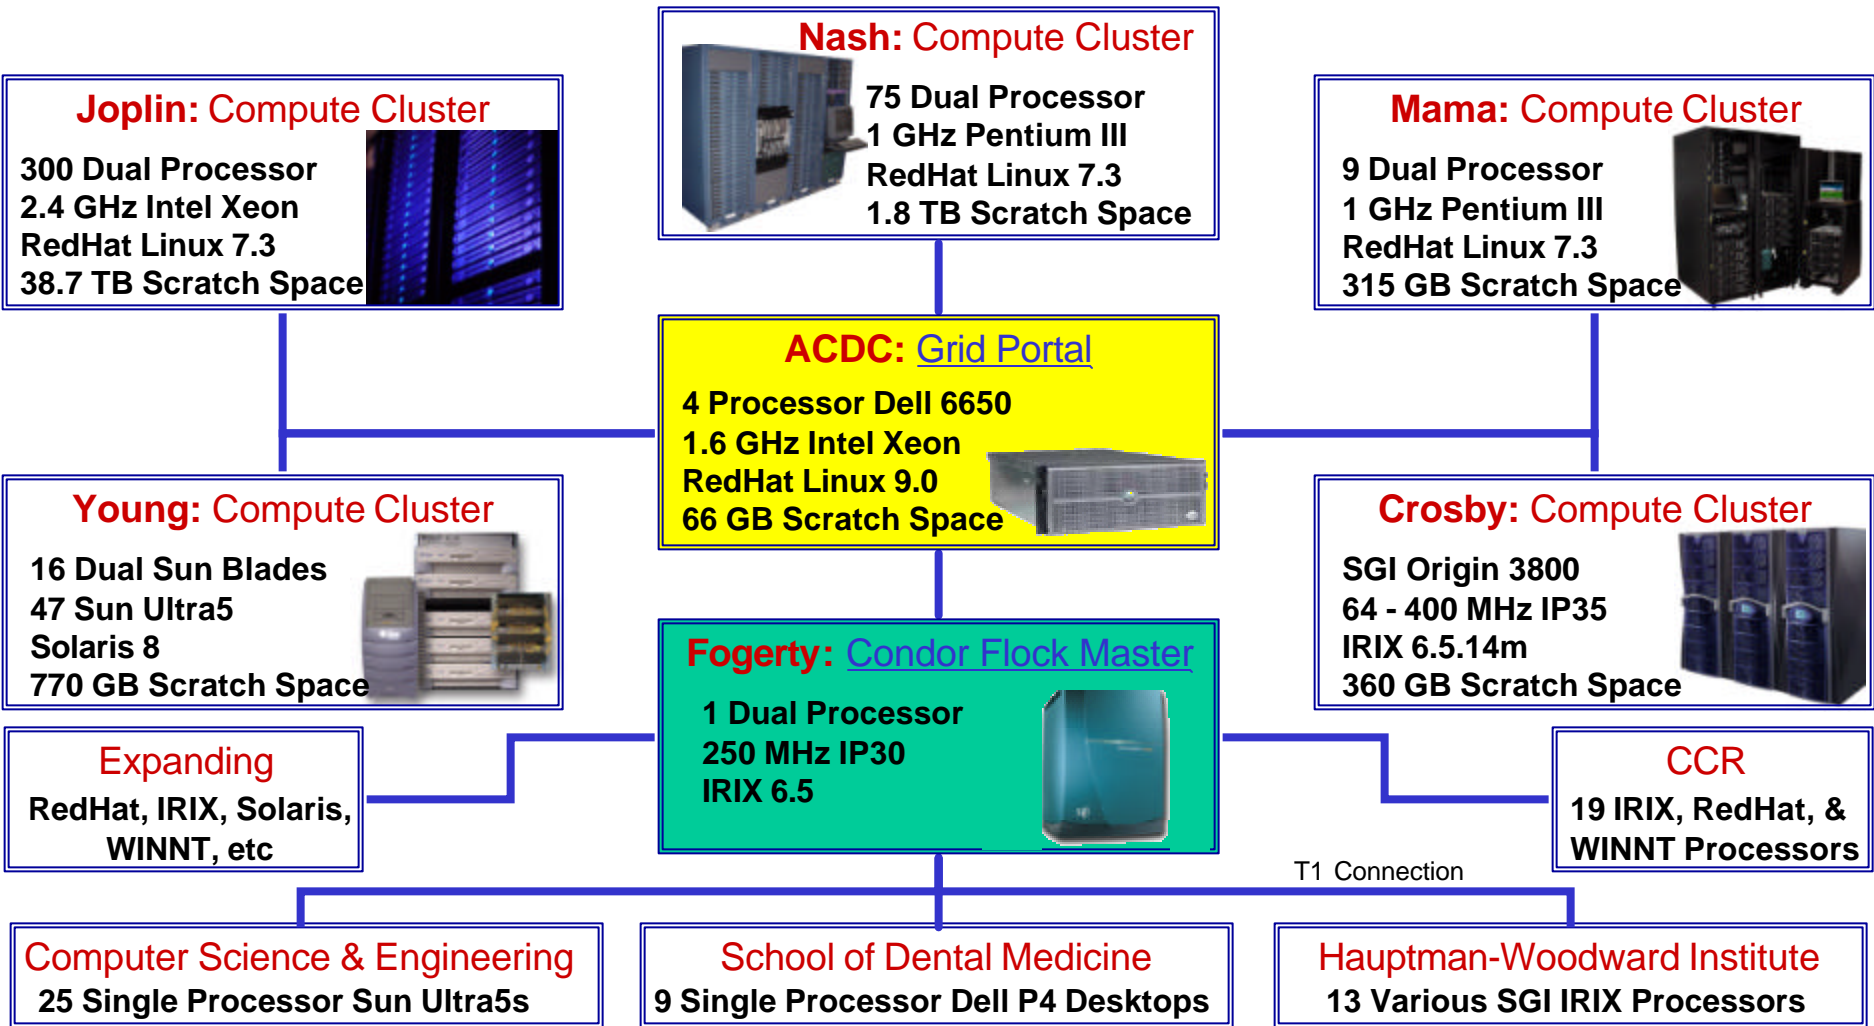 Nash: Compute Cluster
75 Dual Processor
1 GHz Pentium III
RedHat Linux 7.3
1.8 TB Scratch Space
Joplin: Compute Cluster
300 Dual Processor
2.4 GHz Intel Xeon
RedHat Linux 7.3
38.7 TB Scratch Space
Mama: Compute Cluster
9 Dual Processor
1 GHz Pentium III
RedHat Linux 7.3
315 GB Scratch Space
ACDC: Grid Portal
4 Processor Dell 6650
1.6 GHz Intel Xeon
RedHat Linux 9.0
66 GB Scratch Space
Young: Compute Cluster
16 Dual Sun Blades
47 Sun Ultra5
Solaris 8
770 GB Scratch Space
Crosby: Compute Cluster
SGI Origin 3800
64 - 400 MHz IP35
IRIX 6.5.14m
360 GB Scratch Space
Fogerty: Condor Flock Master
1 Dual Processor
250 MHz IP30
IRIX 6.5
Expanding
RedHat, IRIX, Solaris,
WINNT, etc
CCR
19 IRIX, RedHat, &
WINNT Processors
T1 Connection
Computer Science & Engineering
25 Single Processor Sun Ultra5s
School of Dental Medicine
9 Single Processor Dell P4 Desktops
Hauptman-Woodward Institute
13 Various SGI IRIX Processors